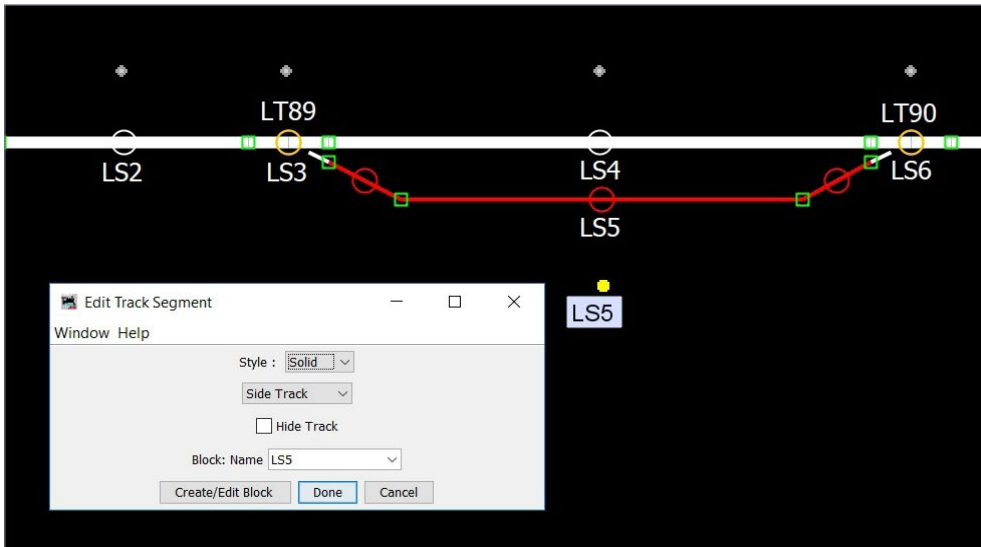 LT89
LT90
LS2
LS3
LS4
LS6
LS5
LS5
Edit Track Segment
Window Help
Style : Solid
Side Track
Hide Track
Block: Name LS5
Create/Edit Block Done Cancel